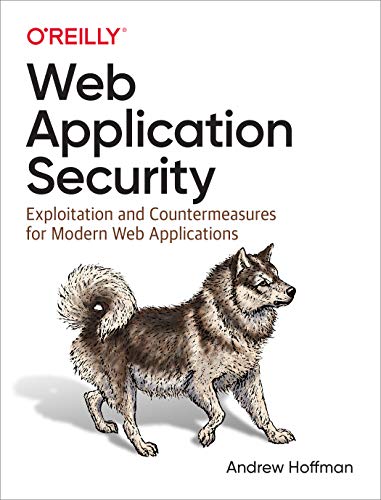 O'REILLY®
Web
Application
Security
Exploitation and Countermeasures
for Modern Web Applications
Andrew Hoffman